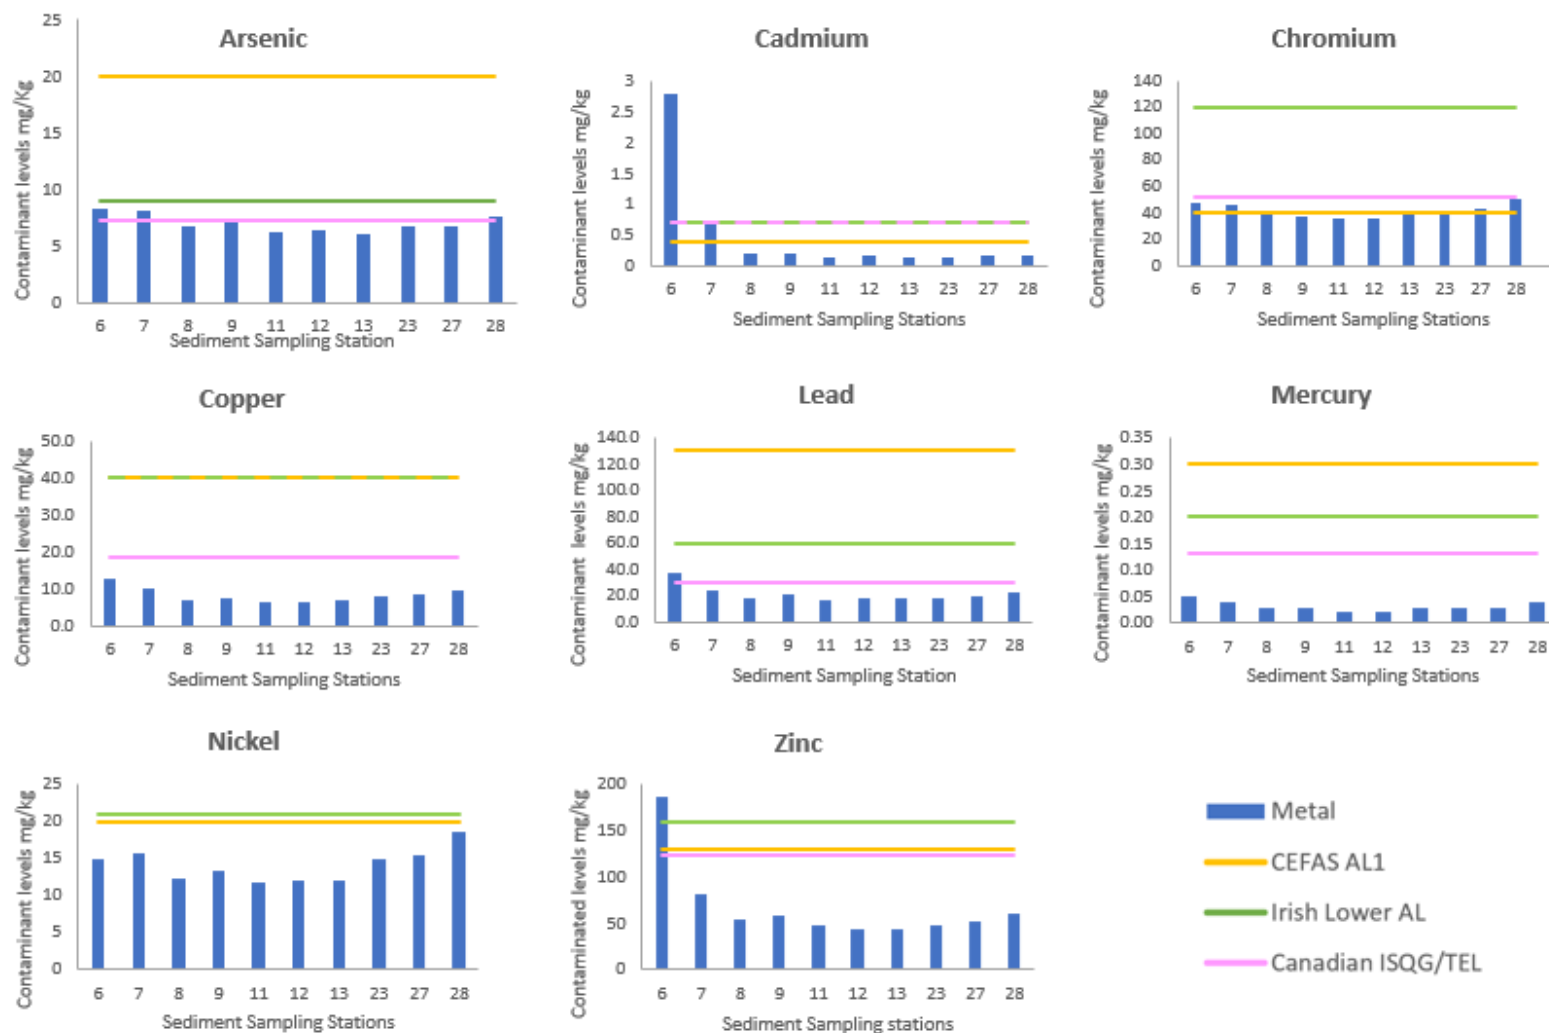 Arsenic
Contaminant levels mg/Kg
25
20
15
10
5
0
6 7 8 9 11 12 13 23 27 28
Sediment Sampling Station
Cadmium
Contaminant levels mg/kg
3
2.5
2
1.5
1
0.5
0
6 7 8 9 11 12 13 23 27 28
Sediment Sampling Stations
Chromium
Contaminant levels mg/kg
140
120
100
80
60
40
20
0
6 7 8 9 11 12 13 23 27 28
Sediment Sampling Stations
Copper
Contaminant levels mg/kg
50.0
40.0
30.0
20.0
10.0
0.0
6 7 8 9 11 12 13 23 27 28
Sediment Sampling Stations
Lead
Contaminant levels mg/kg
140.0
120.0
100.0
80.0
60.0
40.0
20.0
0.0
6 7 8 9 11 12 13 23 27 28
Sediment Sampling Station
Mercury
Contaminant levels mg/kg
0.35
0.30
0.25
0.20
0.15
0.10
0.05
0.00
6 7 8 9 11 12 13 23 27 28
Sediment Sampling Stations
Nickel
Contaminant levels mg/kg
25
20
15
10
5
0
6 7 8 9 11 12 13 23 27 28
Sediment Sampling Stations
Zinc
Contaminated levels mg/kg
200
150
100
50
0
6 7 8 9 11 12 13 23 27 28
Sediment Sampling stations
Metal
CEFAS AL1
Irish Lower AL
Canadian ISQG/TEL